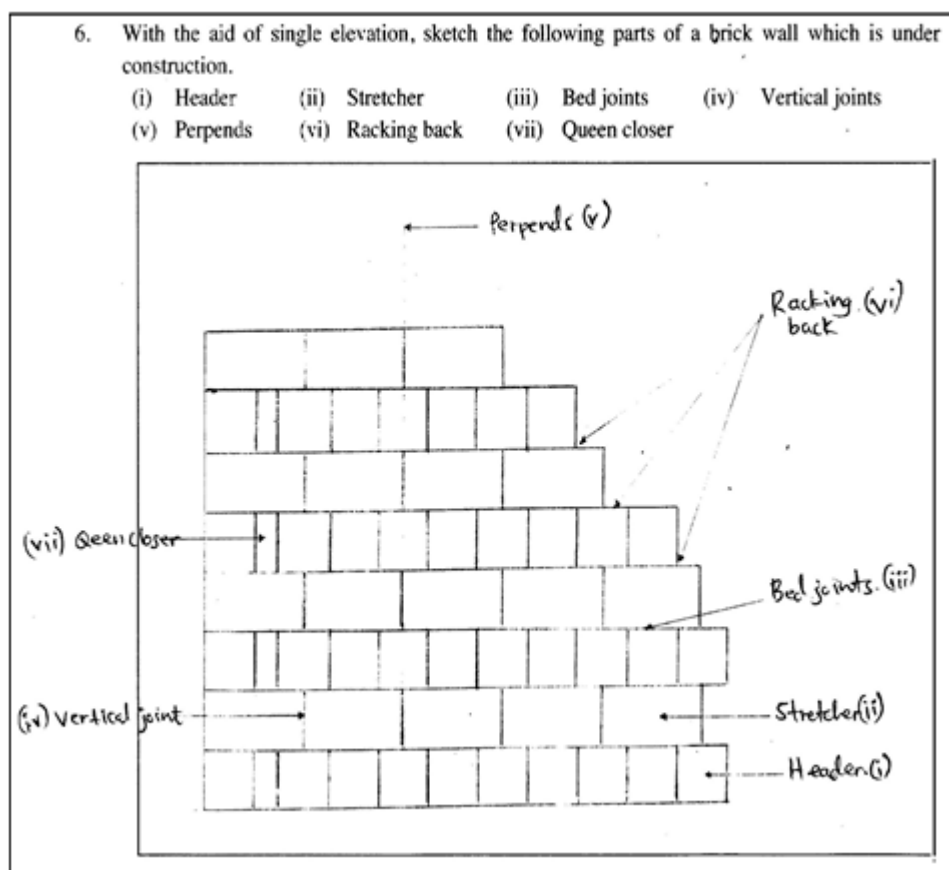 6. With the aid of single elevation, sketch the following parts of a brick wall which is under
construction.
(i) Header (ii) Stretcher (iii) Bed joints (iv) Vertical joints
(v) Perpends (vi) Racking back (vii) Queen closer
Perpends (v)
Racking (vi)
back
(vii) Qeen closer
Bed joints (iii)
(iv) Vertical joint
Stretcher (ii)
Header (i)